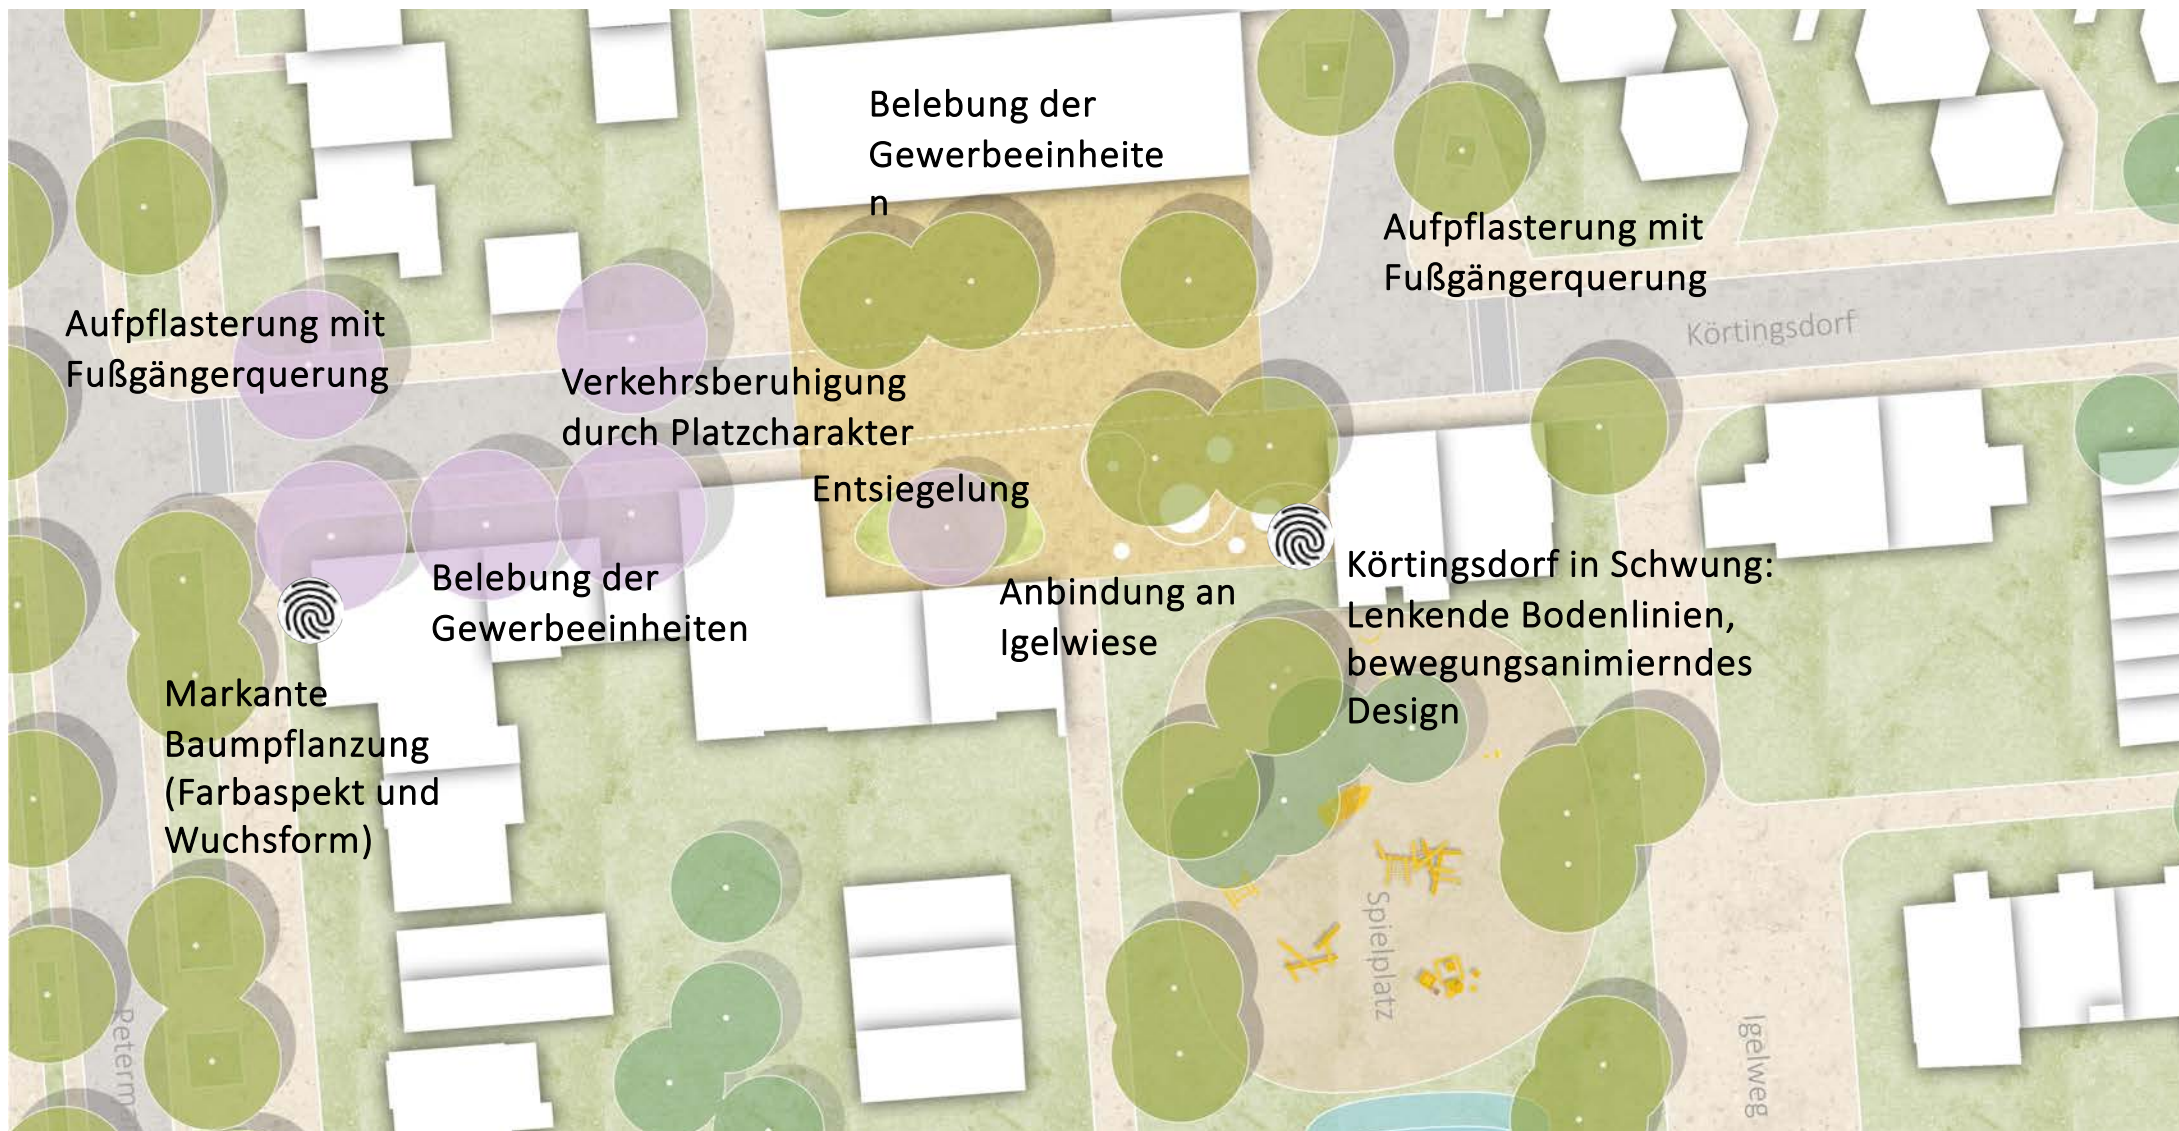 Belebung der
Gewerbeeinheite
n
Aufpflasterung mit
Fußgängerquerung
Körtingsdorf
Aufpflasterung mit
Fußgängerquerung
Verkehrsberuhigung
durch Platzcharakter
Entsiegelung
Belebung der
Gewerbeeinheiten
Anbindung an
Igelwiese
Körtingsdorf in Schwung:
Lenkende Bodenlinien,
bewegungsanimierndes
Design
Markante
Baumpflanzung
(Farbaspekt und
Wuchsform)
Spielplatz
Igelweg